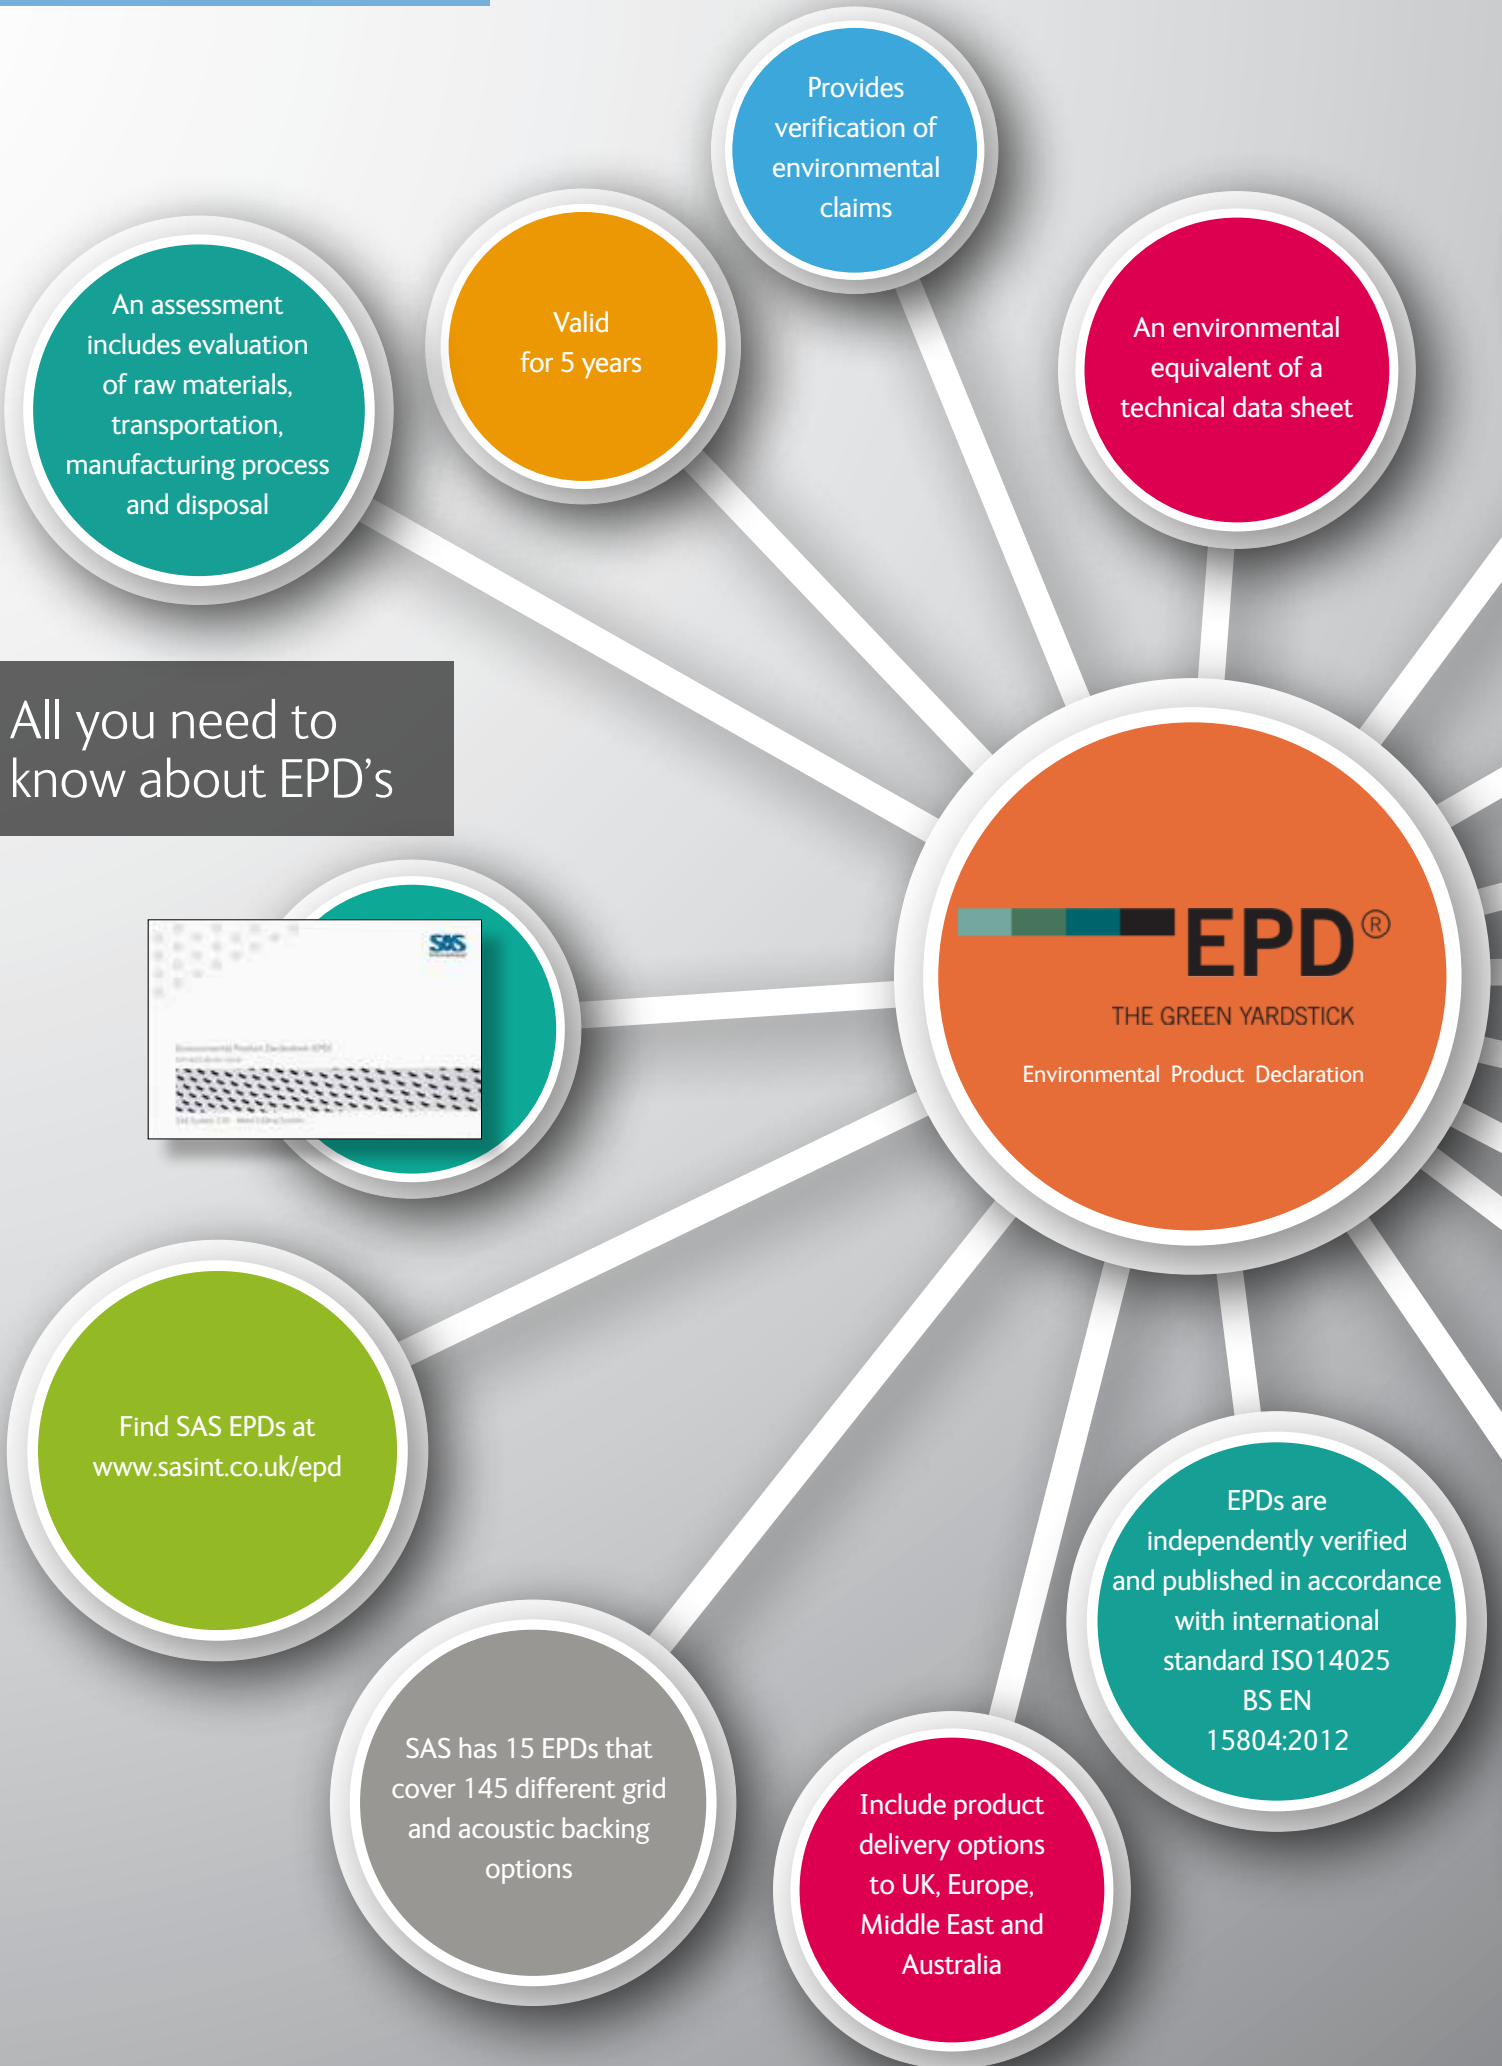 Provides
verification of
environmental
claims
An assessment
includes evaluation
of raw materials,
transportation,
manufacturing process
and disposal
Valid
for 5 years
An environmental
equivalent of a
technical data sheet
All you need to
know about EPD's
SAS
Environmental Product Declaration (EPD)
EPD®
THE GREEN YARDSTICK
Environmental Product Declaration
Find SAS EPDs at
www.sasint.co.uk/epd
EPDs are
independently verified
and published in accordance
with international
standard ISO14025
BS EN
15804:2012
SAS has 15 EPDs that
cover 145 different grid
and acoustic backing
options
Include product
delivery options
to UK, Europe,
Middle East and
Australia